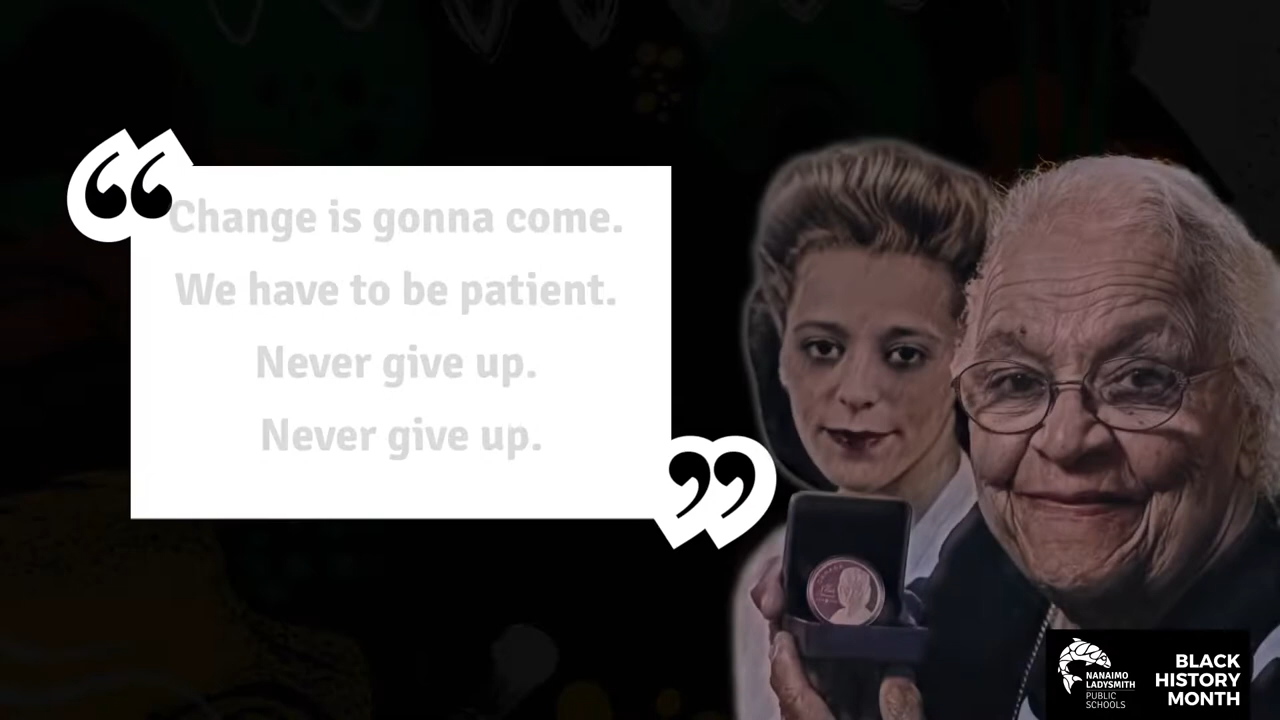 “
Change is gonna come.
We have to be patient.
Never give up.
Never give up.
”
NANAIMO
LADYSMITH
PUBLIC
SCHOOLS
BLACK
HISTORY
MONTH